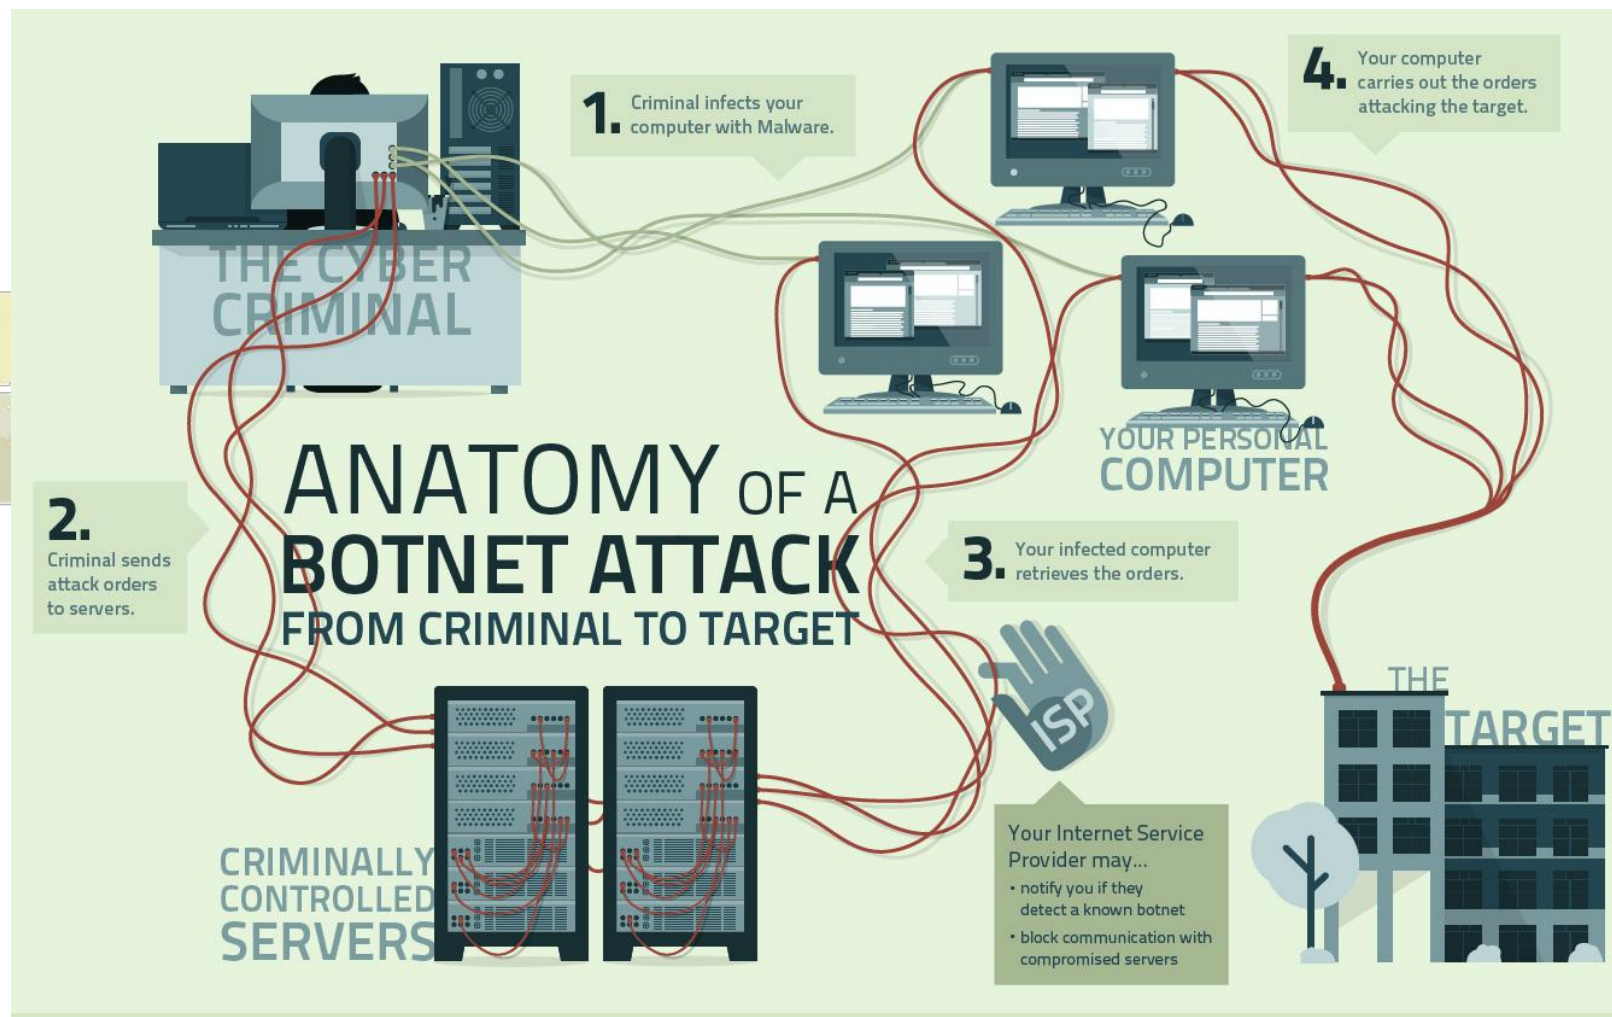 THE CYBER
CRIMINAL
1. Criminal infects your
computer with Malware.
4. Your computer
carries out the orders
attacking the target.
YOUR PERSONAL
COMPUTER
ANATOMY OF A
BOTNET ATTACK
FROM CRIMINAL TO TARGET
2.
Criminal sends
attack orders
to servers.
3. Your infected computer
retrieves the orders.
ISP
Your Internet Service
Provider may...
• notify you if they
detect a known botnet
• block communication with
compromised servers
CRIMINALLY
CONTROLLED
SERVERS
THE
TARGET